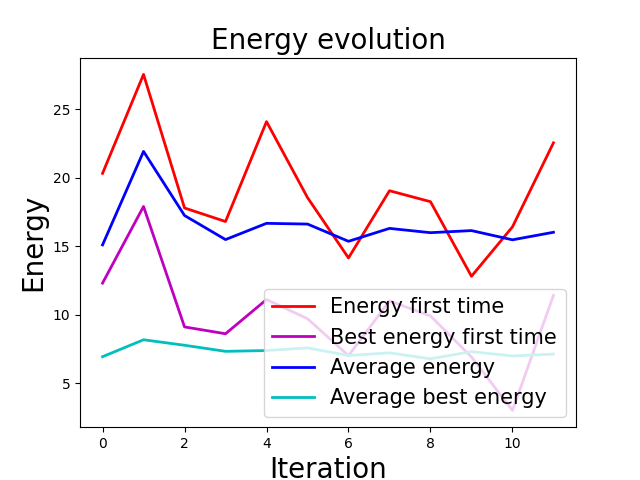 Energy evolution
Energy
25
20
15
10
5
0
2
4
6
8
10
Iteration
Energy first time
Best energy first time
Average energy
Average best energy